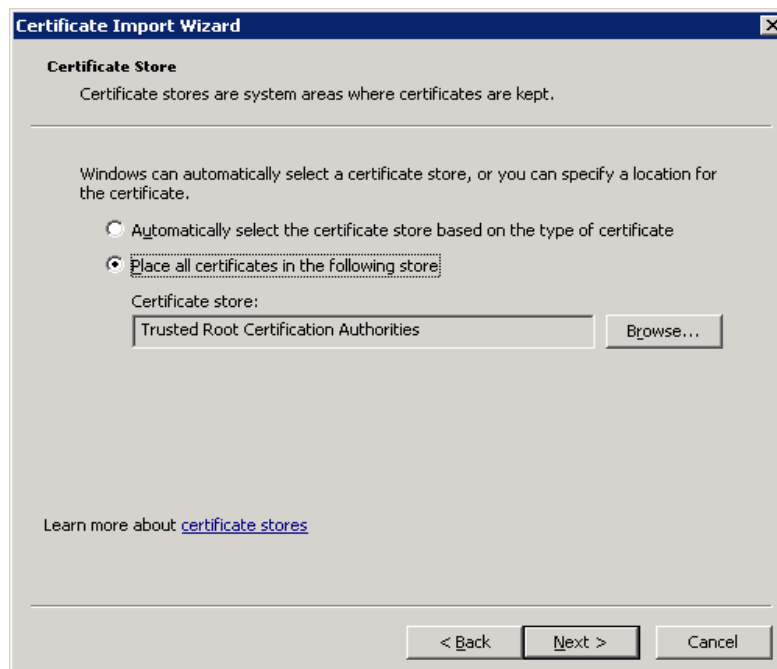 Certificate Import Wizard
Certificate Store
Certificate stores are system areas where certificates are kept.
Windows can automatically select a certificate store, or you can specify a location for
the certificate.
Automatically select the certificate store based on the type of certificate
Place all certificates in the following store
Certificate store:
Trusted Root Certification Authorities
Browse...
Learn more about certificate stores
< Back
Next >
Cancel